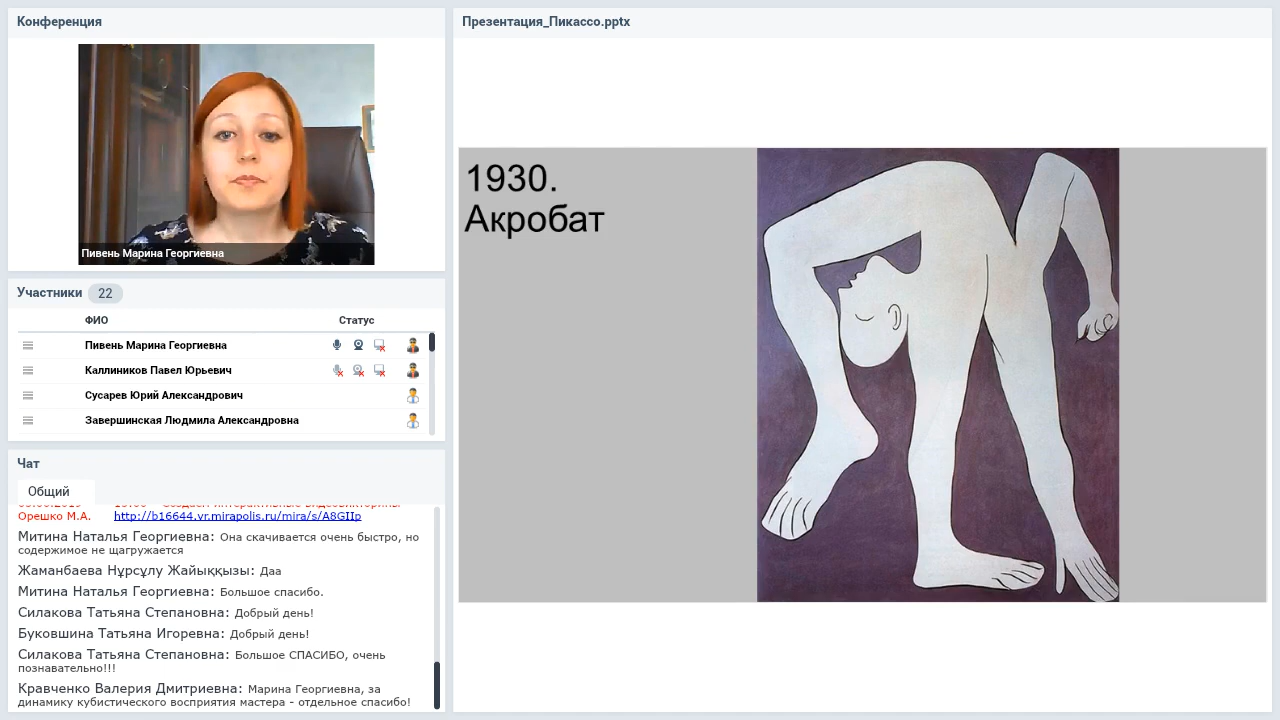 Конференция
Пивень Марина Георгиевна
Участники 22
ФИО Статус
Пивень Марина Георгиевна
Каллиников Павел Юрьевич
Сусарев Юрий Александрович
Завершинская Людмила Александровна
Чат
Общий
Орешко М.А. http://b16644.vr.mirapolis.ru/mira/s/A8GIIp
Митина Наталья Георгиевна: Она скачивается очень быстро, но
содержимое не щагружается
Жаманбаева Нұрсұлу Жайыққызы: Даа
Митина Наталья Георгиевна: Большое спасибо.
Силакова Татьяна Степановна: Добрый день!
Буковшина Татьяна Игоревна: Добрый день!
Силакова Татьяна Степановна: Большое СПАСИБО, очень
познавательно!!!
Кравченко Валерия Дмитриевна: Марина Георгиевна, за
динамику кубистического восприятия мастера - отдельное спасибо!
Презентация_Пикассо.pptx
1930.
Акробат